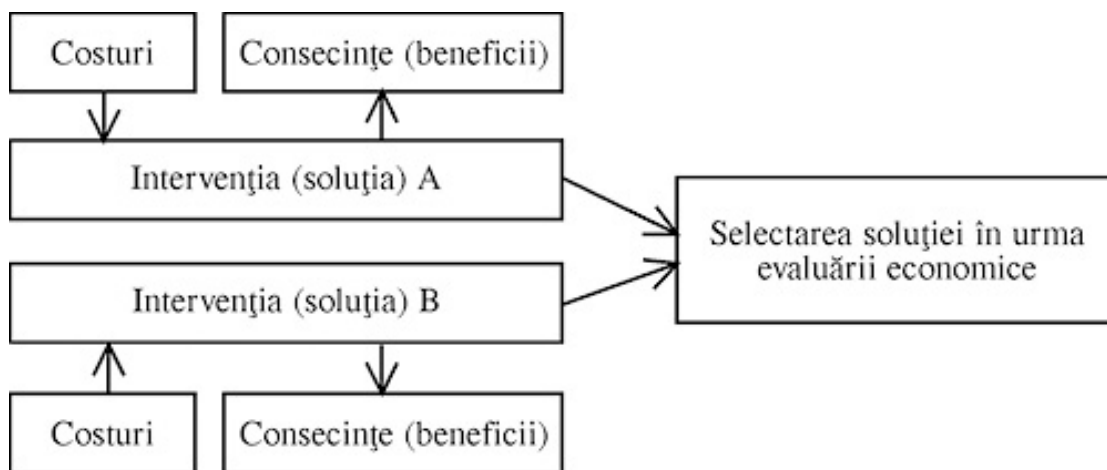 Costuri
Consecinţe (beneficii)
Intervenţia (soluţia) A
Selectarea soluţiei în urma
evaluării economice
Intervenţia (soluţia) B
Costuri
Consecinţe (beneficii)